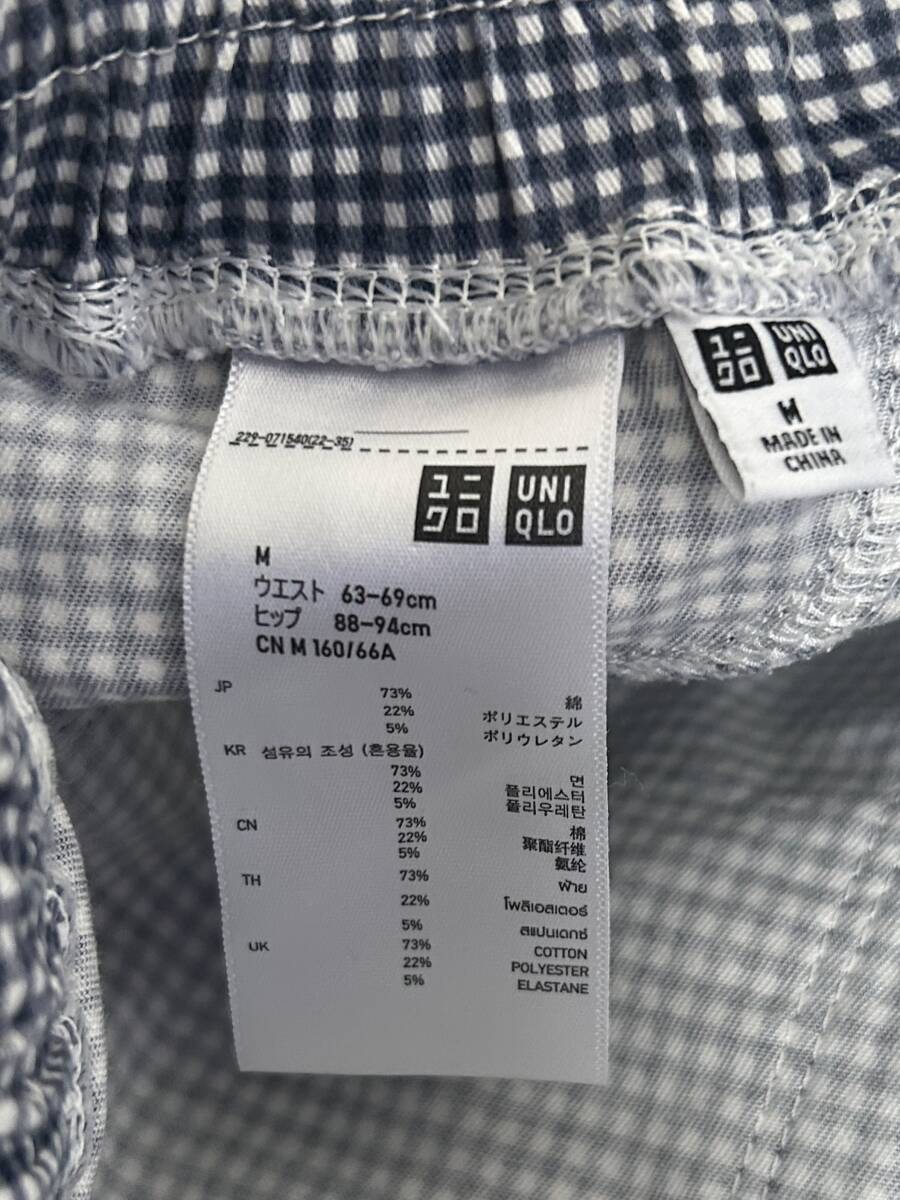 229-071540(22-35)
ユニ
クロ
UNI
QLO
M
ウエスト 63-69cm
ヒップ 88-94cm
CN M 160/66A
JP 73% 綿
22% ポリエステル
5% ポリウレタン
KR 섬유의 조성 (혼용율)
73% 면
22% 폴리에스터
5% 폴리우레탄
CN 73% 棉
22% 聚酯纤维
5% 氨纶
TH 73% ฝ้าย
22% โพลิเอสเตอร์
5% สแปนเดกซ์
UK 73% COTTON
22% POLYESTER
5% ELASTANE
ユニ
クロ
UNI
QLO
M
MADE IN
CHINA